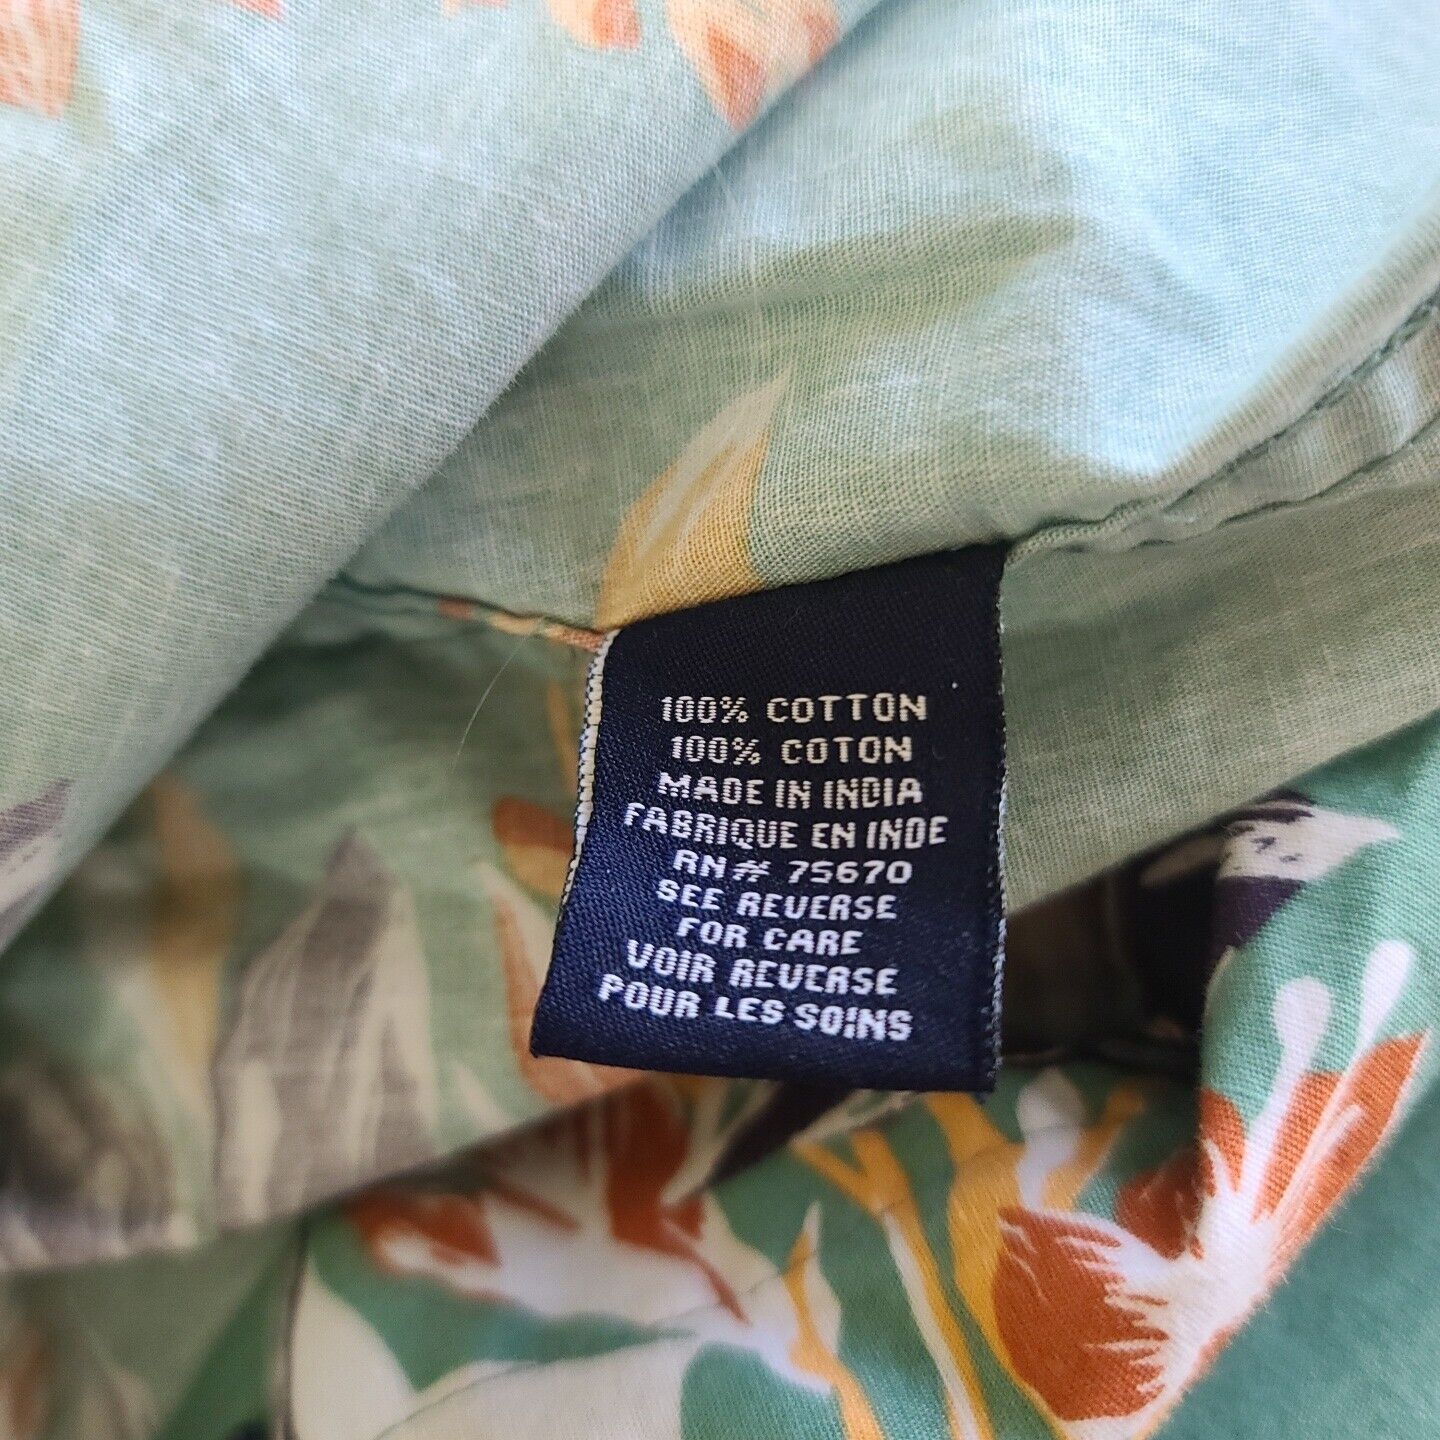 100% COTTON
100% COTON
MADE IN INDIA
FABRIQUE EN INDE
RN# 75670
SEE REVERSE
FOR CARE
VOIR REVERSE
POUR LES SOINS